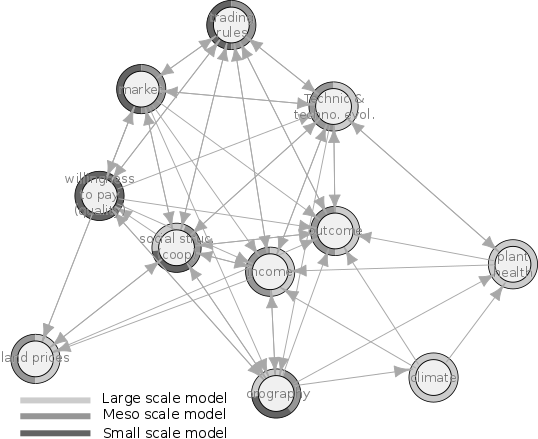 trading
rules
market
Technic &
techno. evol.
willingness
to pay
(quality)
social struc.
coop
outcome
income
plant
health
land prices
orography
climate
Large scale model
Meso scale model
Small scale model